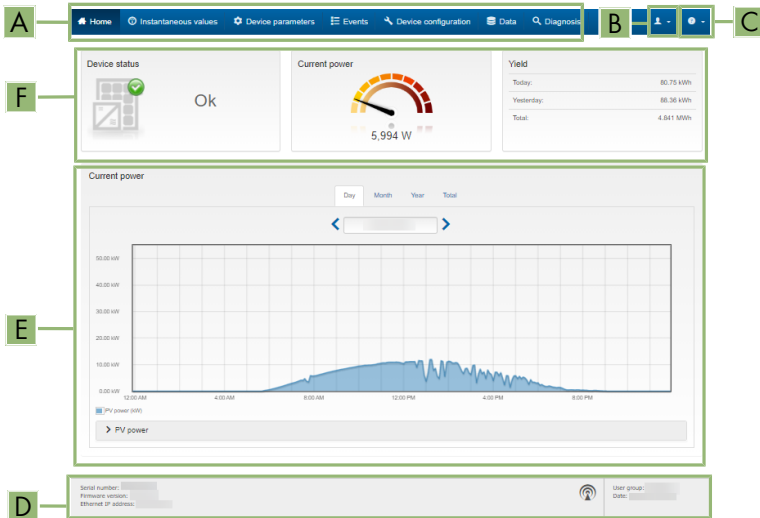 A Home Instantaneous values Device parameters Events Device configuration Data Diagnosis B C
F
Device status Current power Yield
Ok
5,994 W
Today: 80.75 kWh
Yesterday: 80.36 kWh
Total: 4.841 MWh
E
Current power
Day Month Year Total
50.00 kW
40.00 kW
30.00 kW
20.00 kW
10.00 kW
0.00 kW
12:00 AM 4:00 AM 8:00 AM 12:00 PM 4:00 PM 8:00 PM
PV power (kW)
PV power
D
Serial number: User group:
Firmware version: Date:
Ethernet IP address: